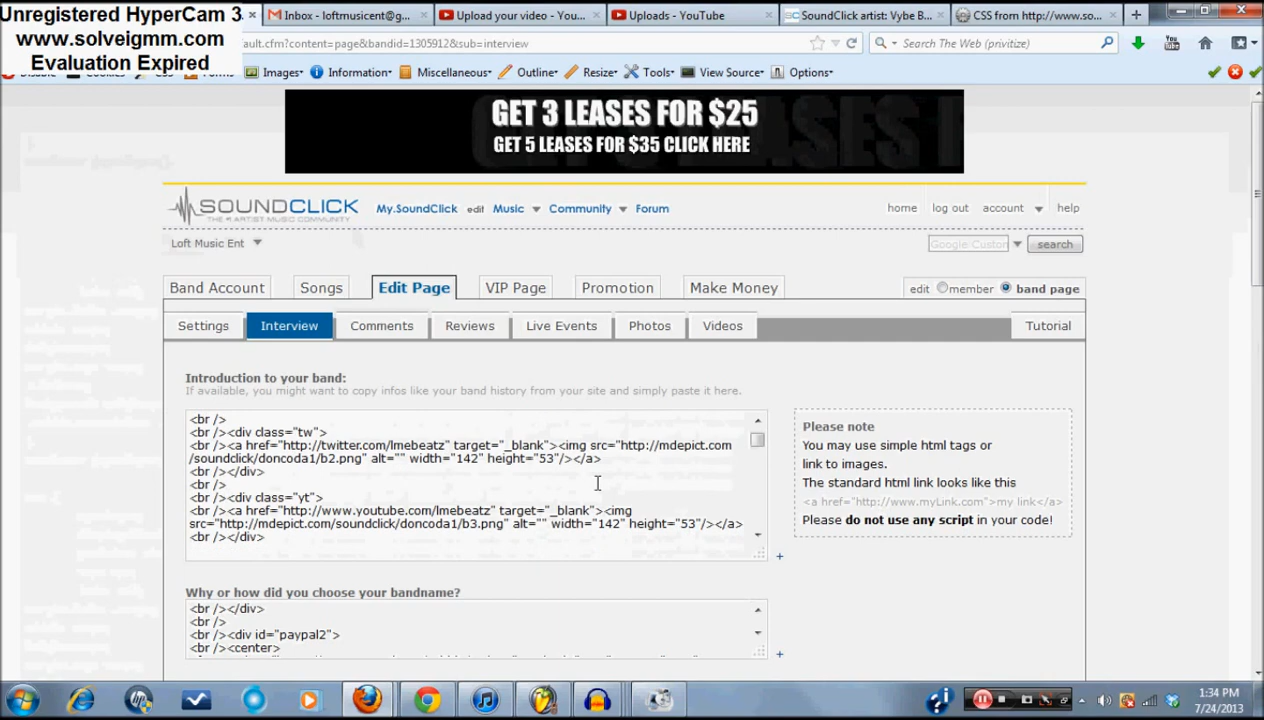 Unregistered HyperCam 3
www.solveigmm.com
Evaluation Expired
Inbox - loftmusicent@g...
Upload your video - You...
Uploads - YouTube
SoundClick artist: Vybe B...
CSS from http://www.so...
ault.cfm?content=page&bandid=1305912&sub=interview
Search The Web (privitize)
Images
Information
Miscellaneous
Outline
Resize
Tools
View Source
Options
GET 3 LEASES FOR $25
GET 5 LEASES FOR $35 CLICK HERE
SOUNDCLICK
THE #1 ARTIST MUSIC COMMUNITY
My.SoundClick edit Music Community Forum
home log out account help
Loft Music Ent
Google Custom
search
Band Account Songs Edit Page VIP Page Promotion Make Money
edit member band page
Settings Interview Comments Reviews Live Events Photos Videos Tutorial
Introduction to your band:
If available, you might want to copy infos like your band history from your site and simply paste it here.
<br />
<br /><div class="tw">
<br /><a href="http://twitter.com/lmebeatz" target="_blank"><img src="http://mdepict.com
/soundclick/doncoda1/b2.png" alt="" width="142" height="53"/></a>
<br /></div>
<br />
<br /><div class="yt">
<br /><a href="http://www.youtube.com/lmebeatz" target="_blank"><img
src="http://mdepict.com/soundclick/doncoda1/b3.png" alt="" width="142" height="53"/></a>
<br /></div>
+
Please note
You may use simple html tags or
link to images.
The standard html link looks like this
<a href="http://www.myLink.com">my link</a>
Please do not use any script in your code!
Why or how did you choose your bandname?
<br /></div>
<br />
<br /><div id="paypal2">
<br /><center>
+
1:34 PM
7/24/2013